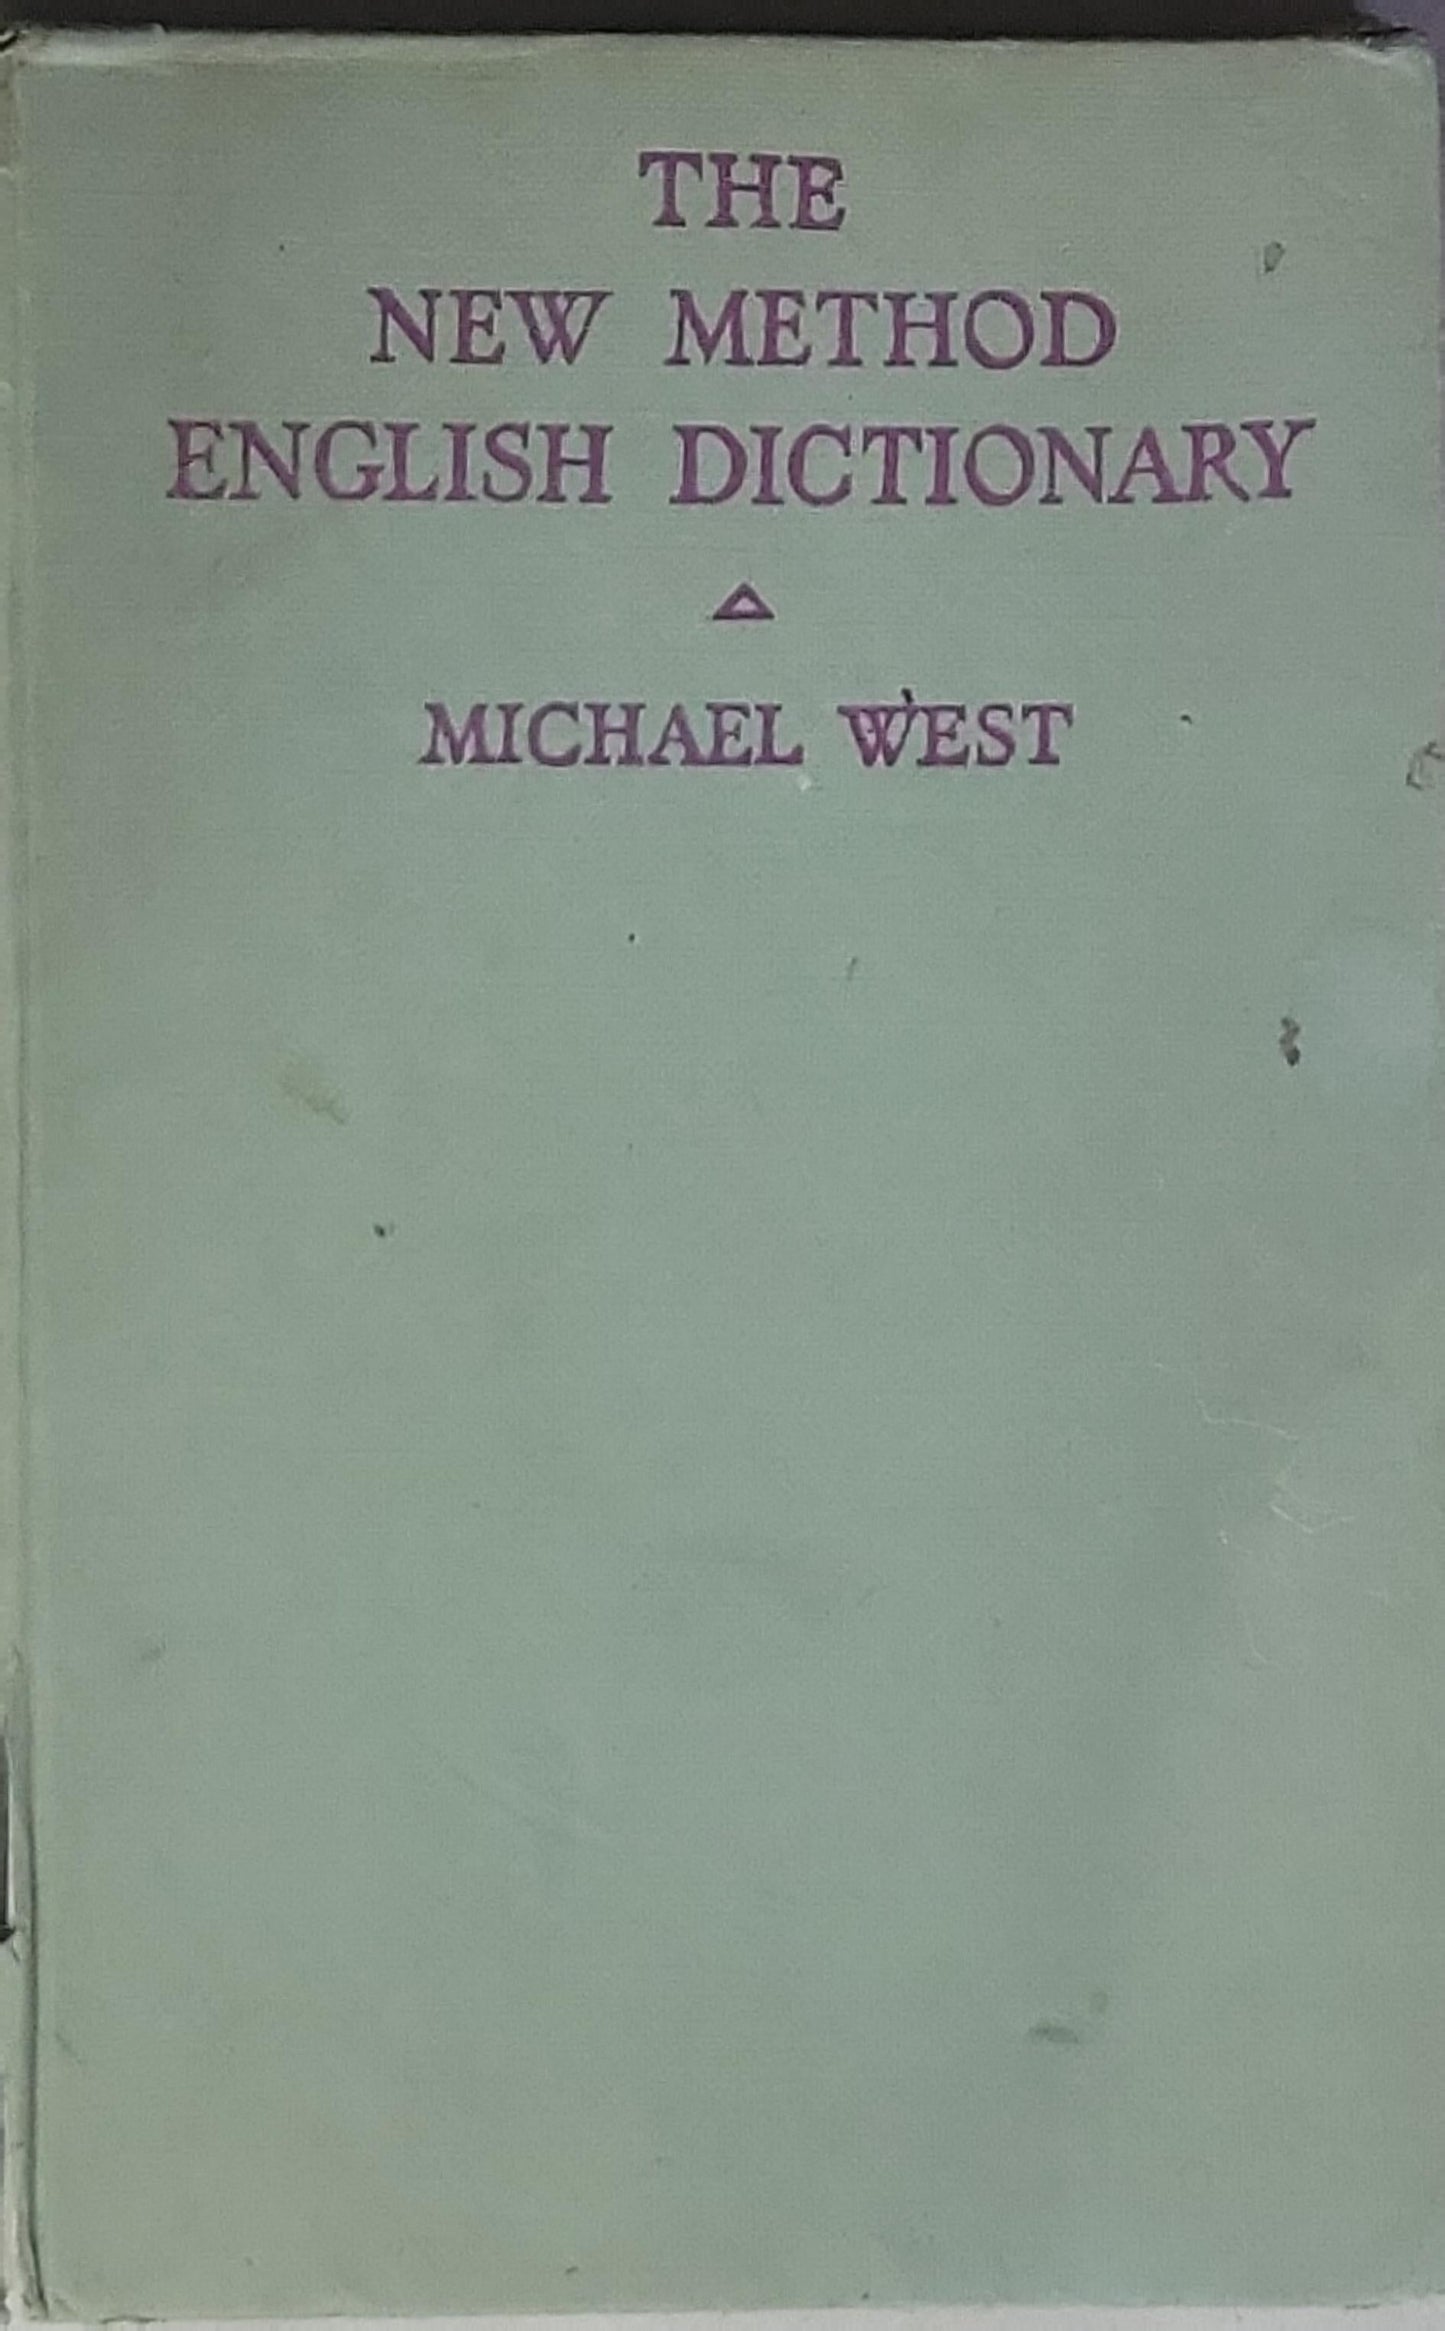 THE
NEW METHOD
ENGLISH DICTIONARY
MICHAEL WEST